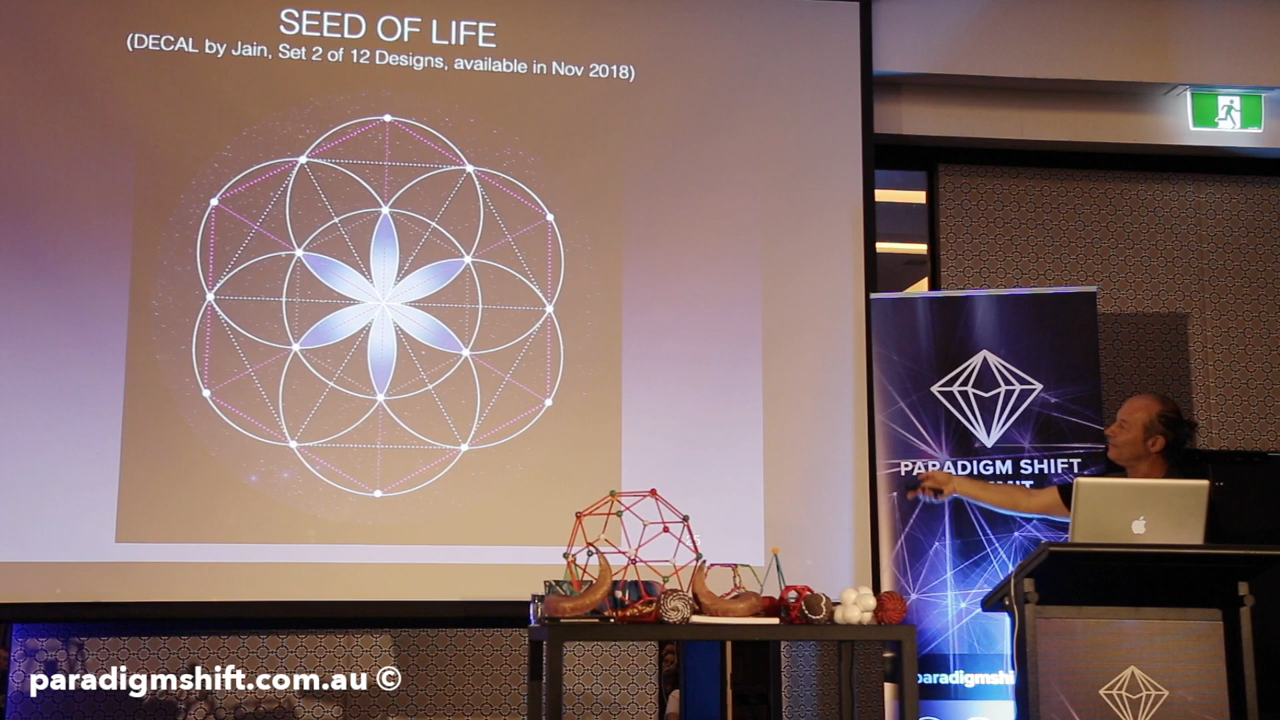 SEED OF LIFE
(DECAL by Jain, Set 2 of 12 Designs, available in Nov 2018)
PARADIGM SHIFT
paradigmshi
paradigmshift.com.au ©